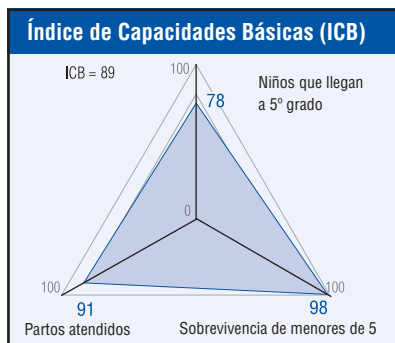 Índice de Capacidades Básicas (ICB)
ICB = 89
100
Niños que llegan
a 5º grado
78
0
100
100
91
98
Partos atendidos
Sobrevivencia de menores de 5